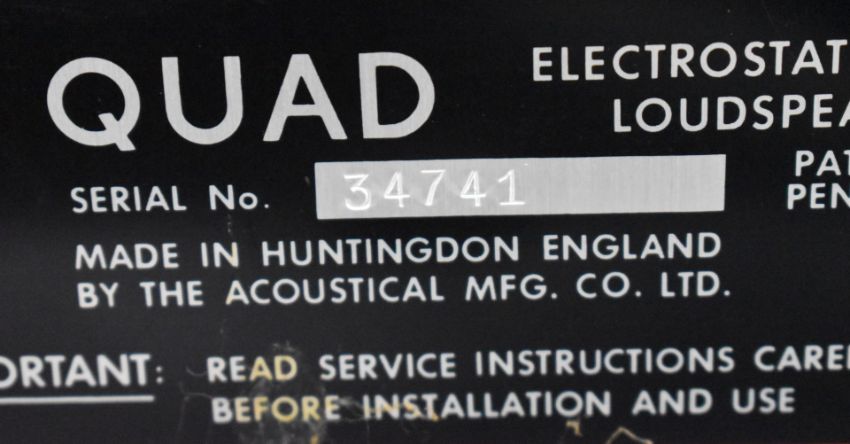 QUAD
ELECTROSTAT
LOUDSPEA
SERIAL No. 34741
PAT
PEN
MADE IN HUNTINGDON ENGLAND
BY THE ACOUSTICAL MFG. CO. LTD.
ORTANT: READ SERVICE INSTRUCTIONS CARE
BEFORE INSTALLATION AND USE